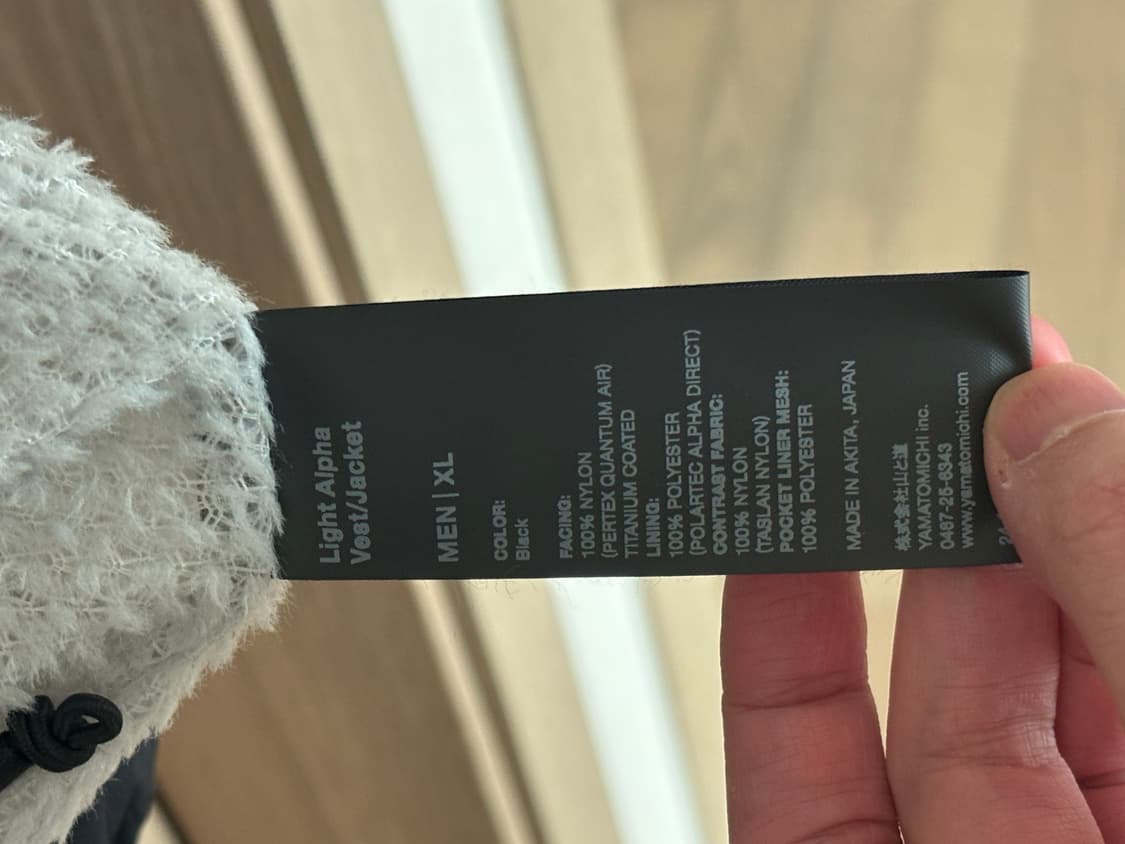 Light Alpha
Vest/Jacket
MEN | XL
COLOR:
Black
FACING:
100% NYLON
(PERTEX QUANTUM AIR)
TITANIUM COATED
LINING:
100% POLYESTER
(POLARTEC ALPHA DIRECT)
CONTRAST FABRIC:
100% NYLON
(TASLAN NYLON)
POCKET LINER MESH:
100% POLYESTER
MADE IN AKITA, JAPAN
株式会社山と道
YAMATOMICHI inc.
0467-25-6343
www.yamatomichi.com